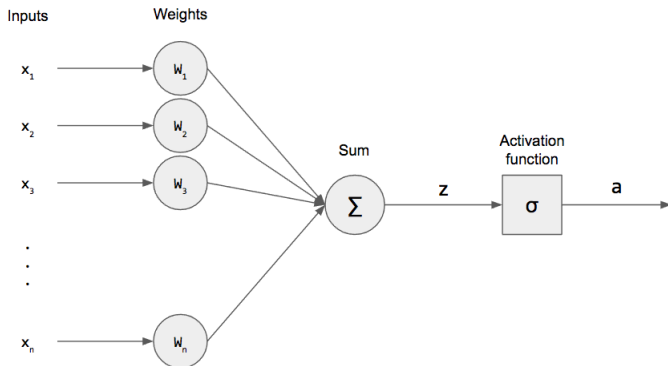 Inputs Weights
x₁ W₁
x₂ W₂
x₃ W₃
Sum
Σ
z
Activation
function
σ
a
.
.
.
xₙ Wₙ